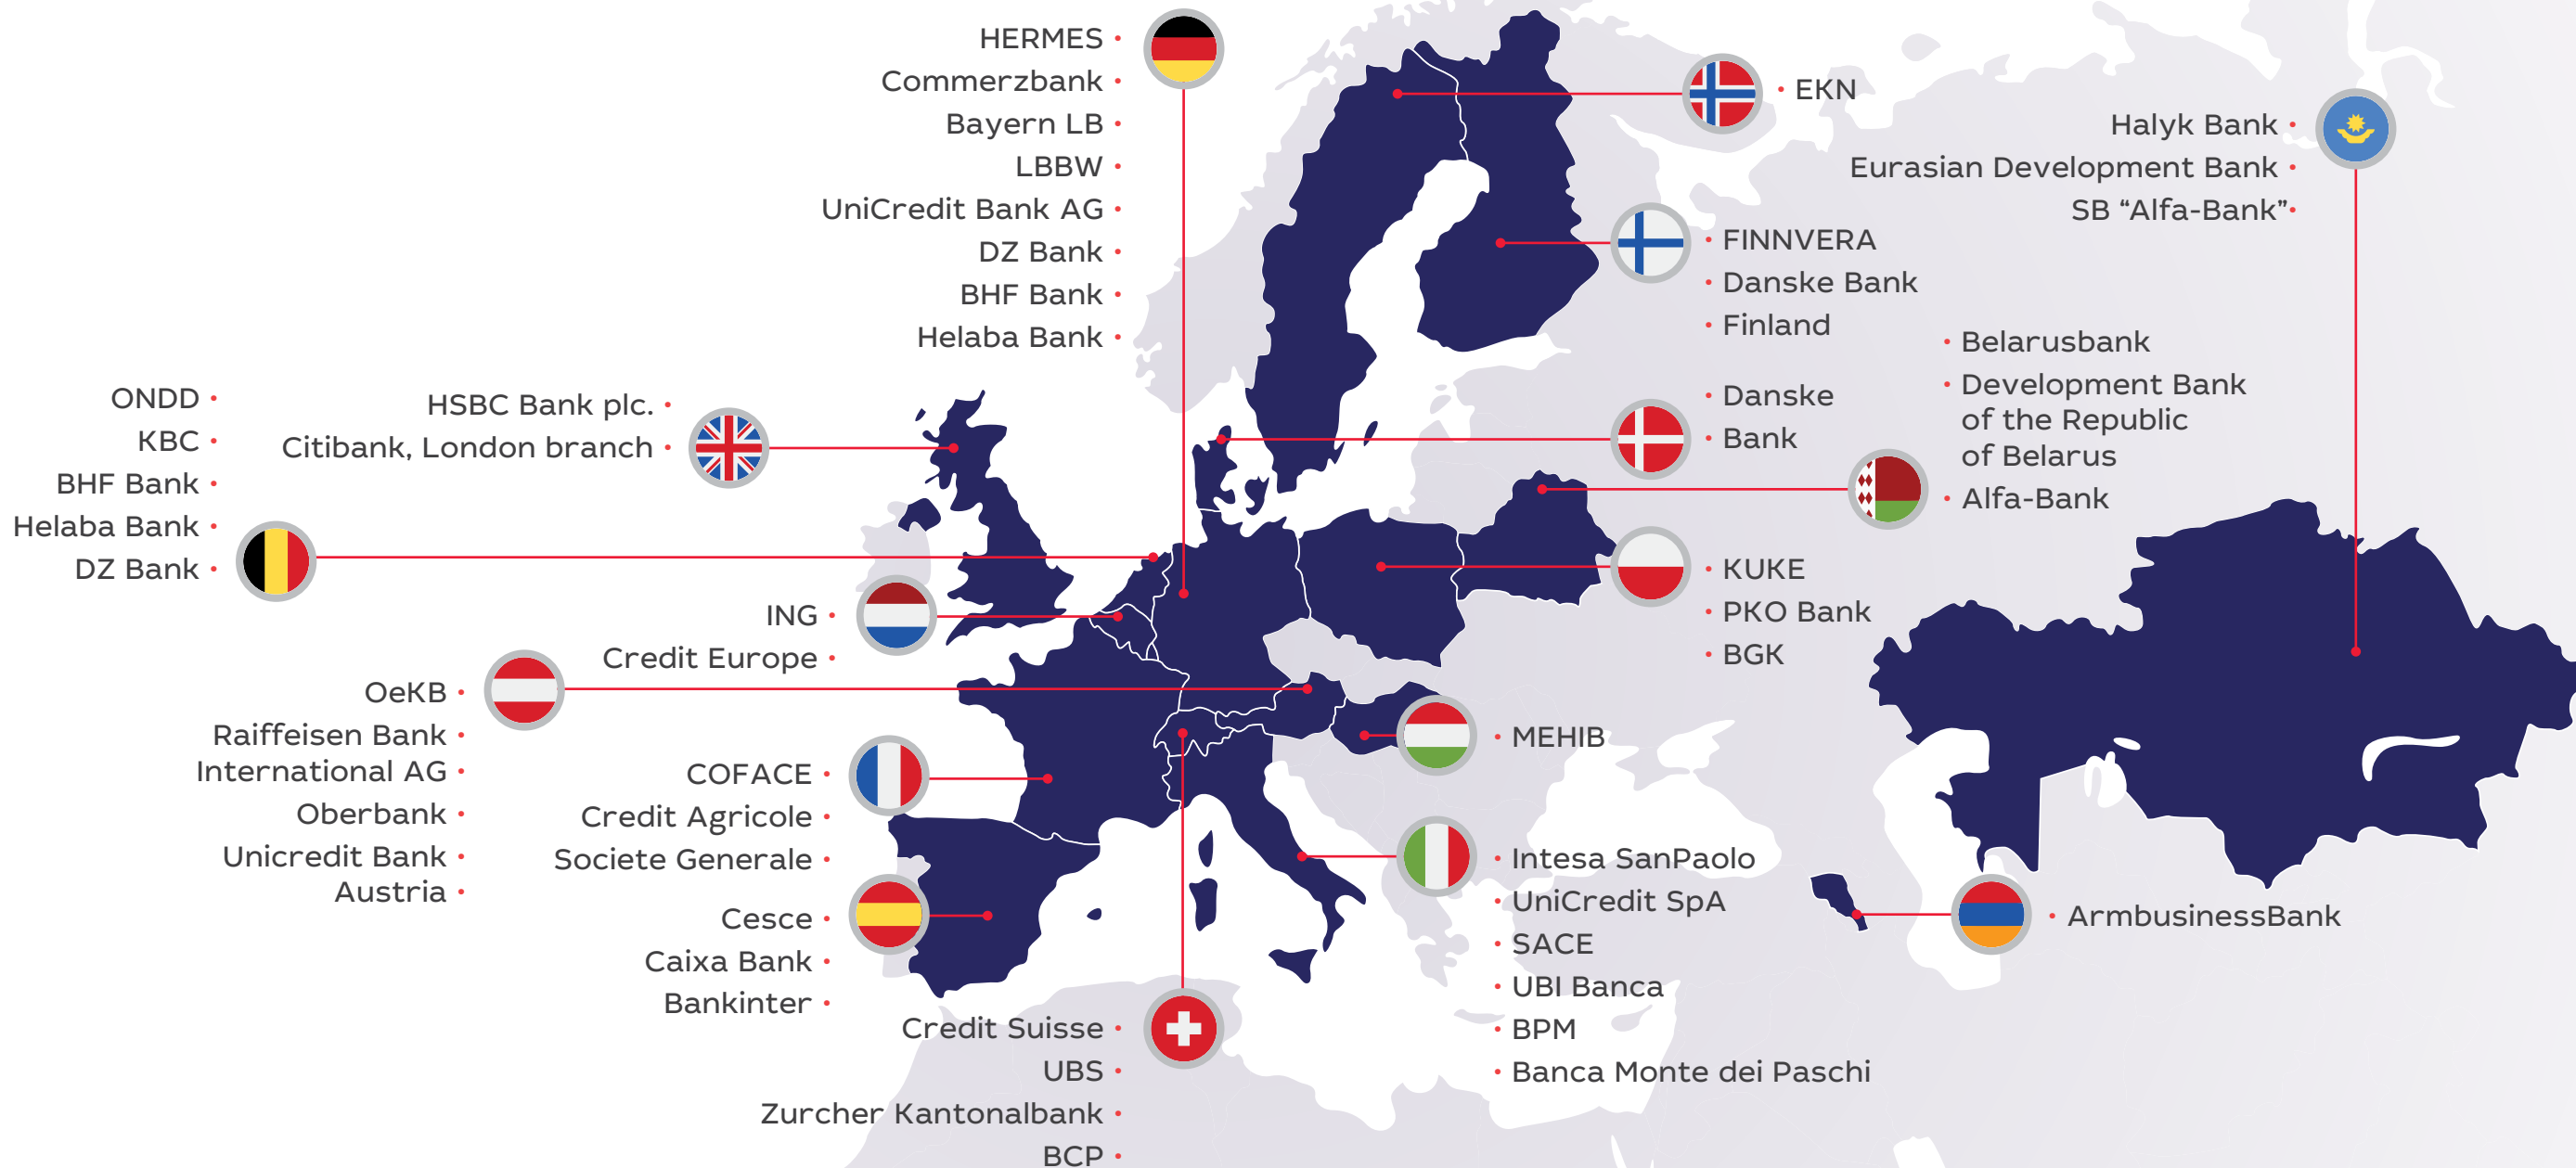 HERMES
Commerzbank
Bayern LB
LBBW
UniCredit Bank AG
DZ Bank
BHF Bank
Helaba Bank
EKN
Halyk Bank
Eurasian Development Bank
SB “Alfa-Bank”
FINNVERA
Danske Bank
Finland
Belarusbank
Development Bank
of the Republic
of Belarus
Alfa-Bank
Danske
Bank
ONDD
KBC
BHF Bank
Helaba Bank
DZ Bank
HSBC Bank plc.
Citibank, London branch
KUKE
PKO Bank
BGK
ING
Credit Europe
OeKB
Raiffeisen Bank
International AG
Oberbank
Unicredit Bank
Austria
MEHIB
COFACE
Credit Agricole
Societe Generale
Cesce
Caixa Bank
Bankinter
Intesa SanPaolo
UniCredit SpA
SACE
UBI Banca
BPM
Banca Monte dei Paschi
ArmbusinessBank
Credit Suisse
UBS
Zurcher Kantonalbank
BCP